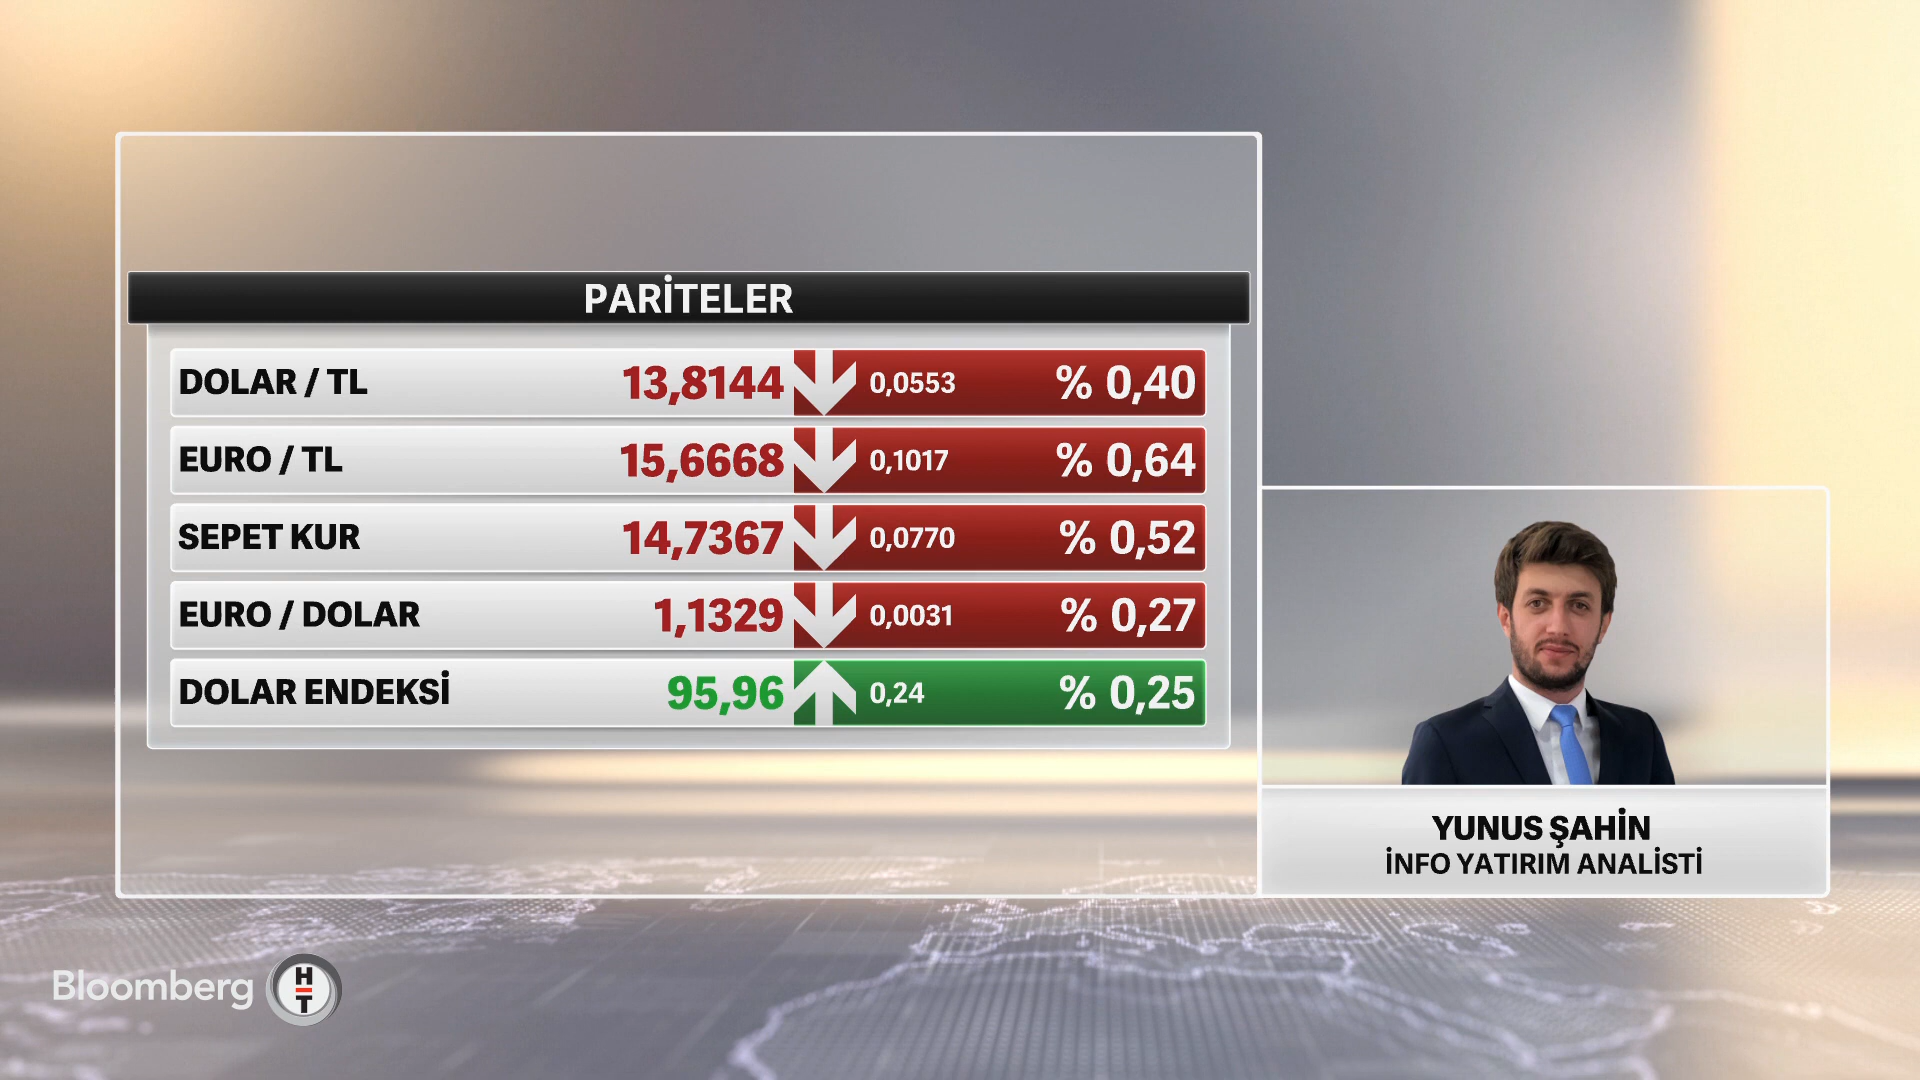 PARİTELER
DOLAR / TL 13,8144 0,0553 % 0,40
EURO / TL 15,6668 0,1017 % 0,64
SEPET KUR 14,7367 0,0770 % 0,52
EURO / DOLAR 1,1329 0,0031 % 0,27
DOLAR ENDEKSİ 95,96 0,24 % 0,25
YUNUS ŞAHİN
İNFO YATIRIM ANALİSTİ
Bloomberg HT